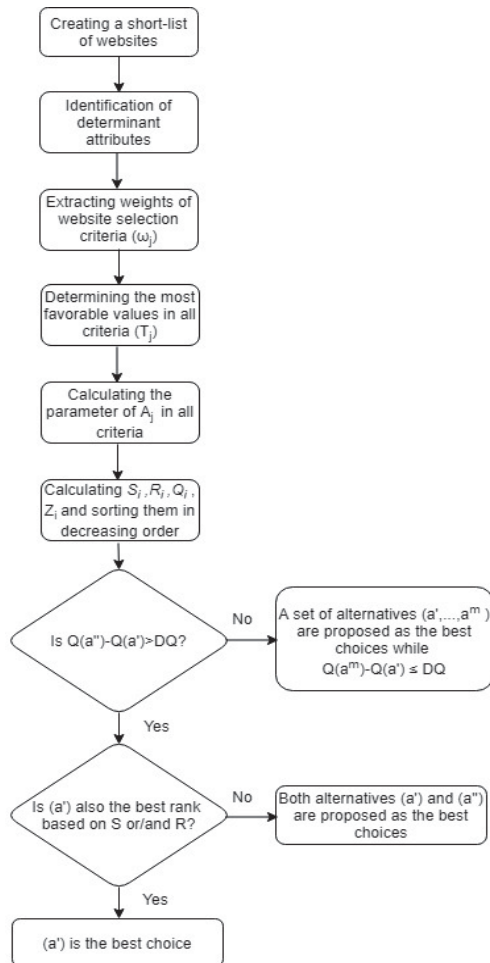 Creating a short-list
of websites
Identification of
determinant
attributes
Extracting weights of
website selection
criteria (ωj)
Determining the most
favorable values in all
criteria (Tj)
Calculating the
parameter of Aj in all
criteria
Calculating Si ,Ri ,Qi ,
Zi and sorting them in
decreasing order
Is Q(a'')-Q(a')>DQ?
No
A set of alternatives (a',...,am )
are proposed as the best
choices while
Q(am)-Q(a') ≤ DQ
Yes
Is (a') also the best rank
based on S or/and R?
No
Both alternatives (a') and (a'')
are proposed as the best
choices
Yes
(a') is the best choice